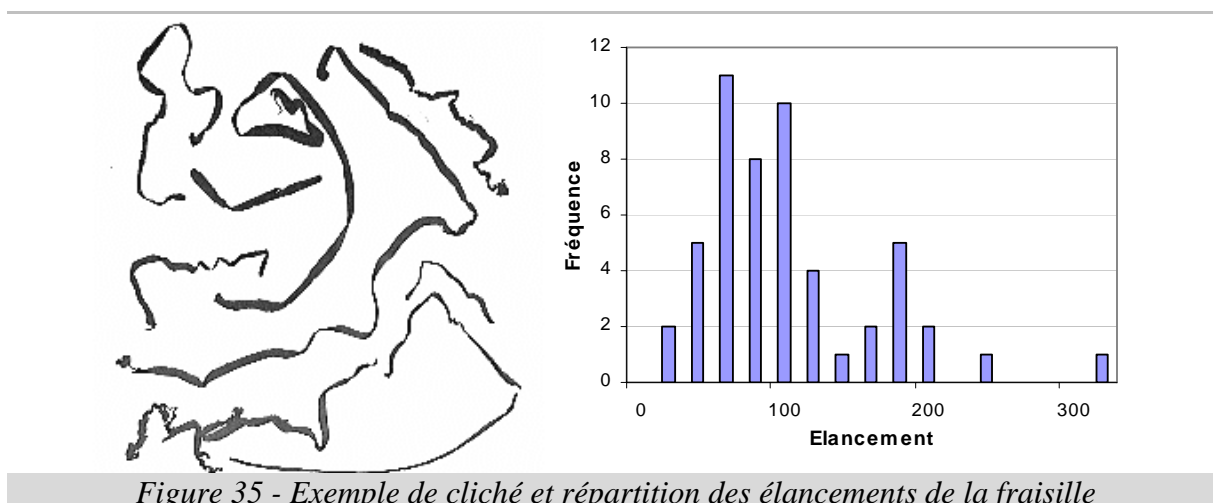 12
10
8
6
4
2
0
Fréquence
0 100 200 300
Elancement
Figure 35 - Exemple de cliché et répartition des élancements de la fraisille